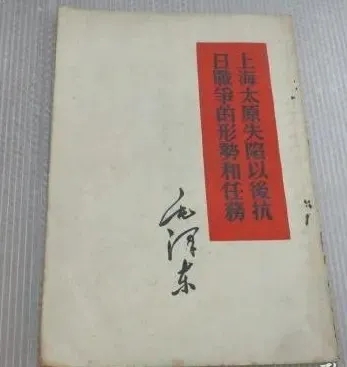 上海太原失陷以後抗
日戰爭的形勢和任務
毛澤东